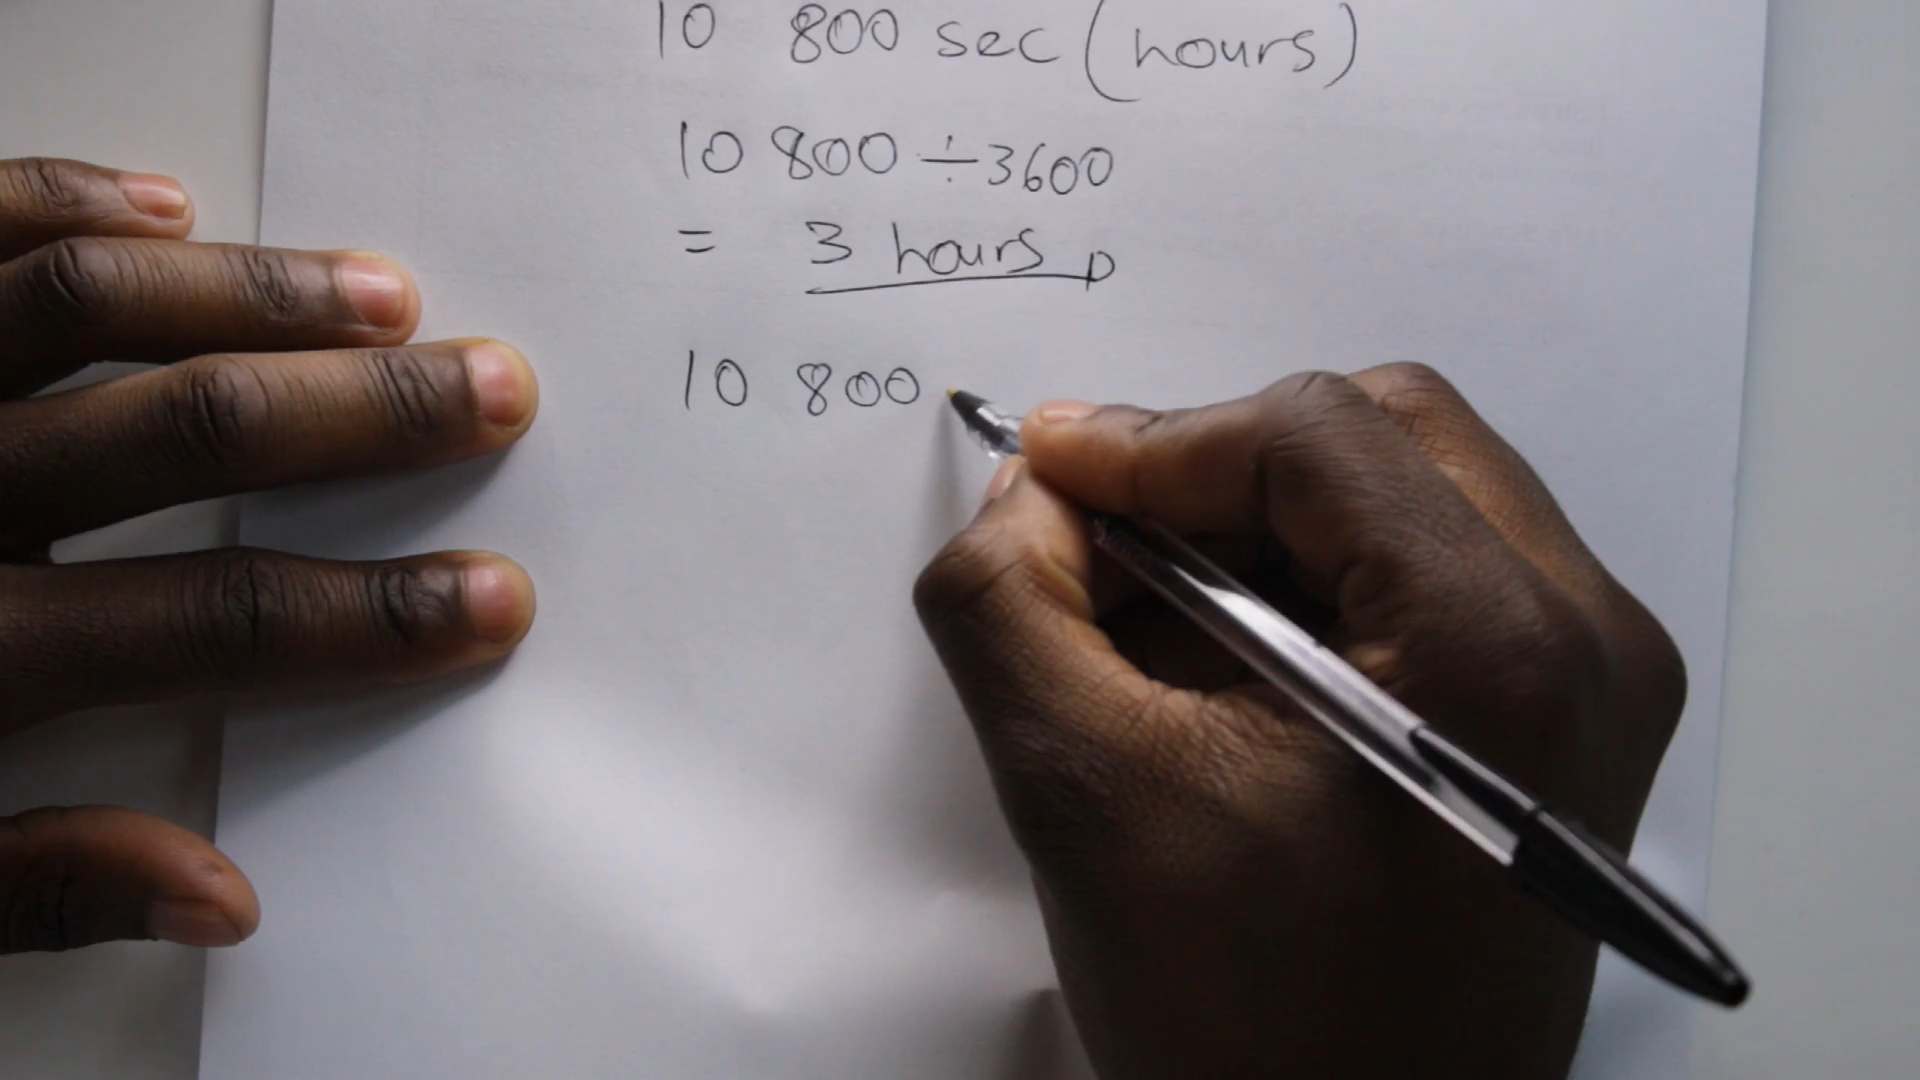 10 800 sec (hours)
10 800 ÷ 3600
= 3 hours
10 800